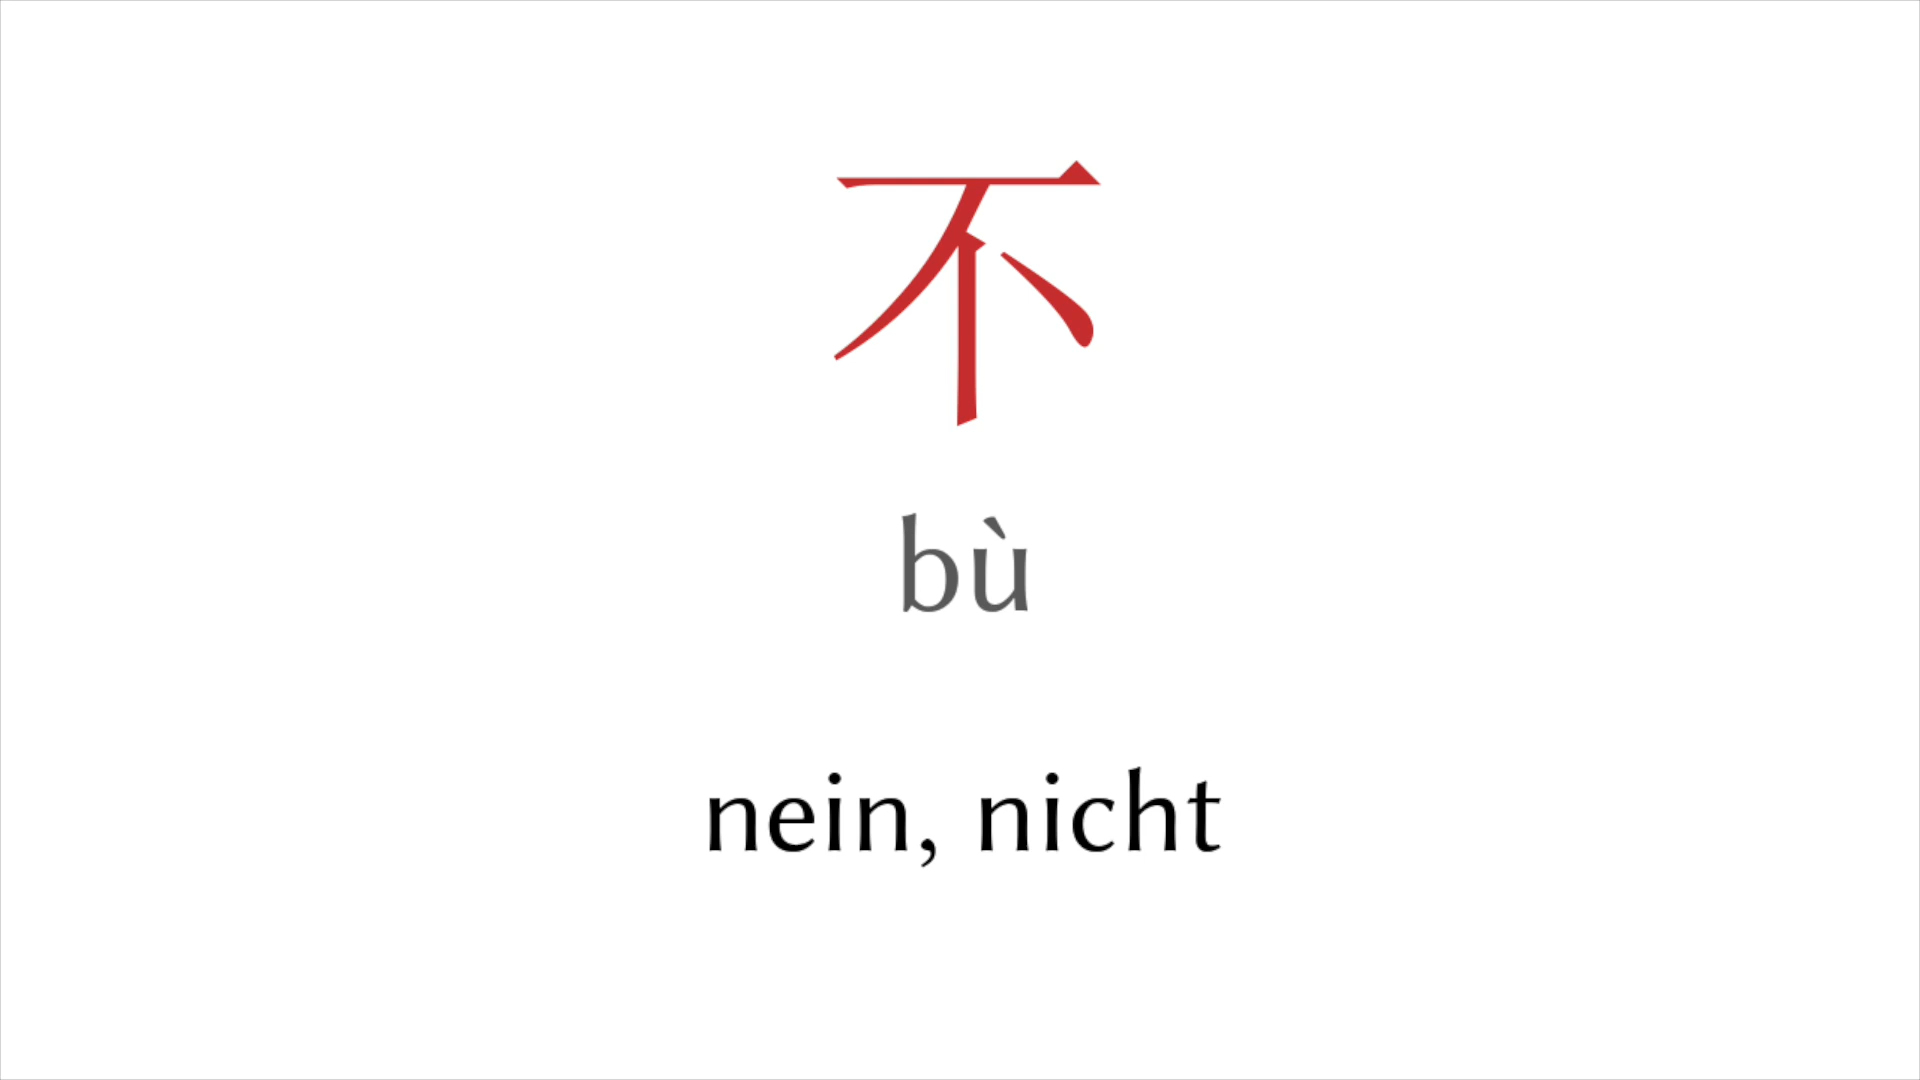 不
bù
nein, nicht